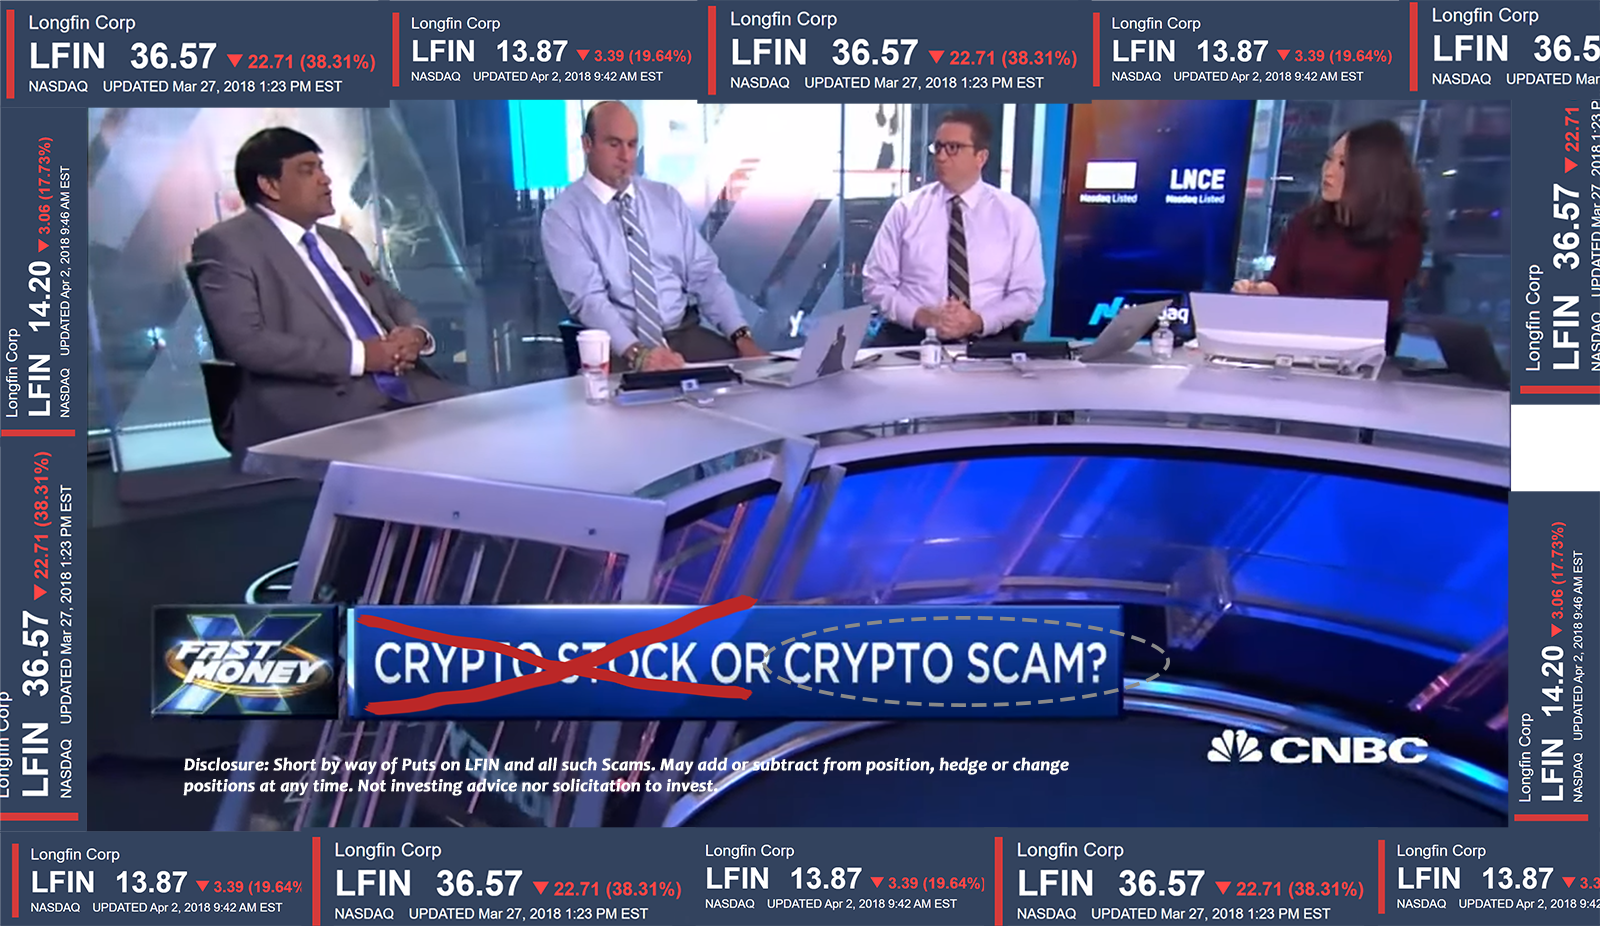 Longfin Corp
LFIN 36.57 ▼ 22.71 (38.31%)
NASDAQ UPDATED Mar 27, 2018 1:23 PM EST
Longfin Corp
LFIN 13.87 ▼ 3.39 (19.64%)
NASDAQ UPDATED Apr 2, 2018 9:42 AM EST
Longfin Corp
LFIN 36.57 ▼ 22.71 (38.31%)
NASDAQ UPDATED Mar 27, 2018 1:23 PM EST
Longfin Corp
LFIN 13.87 ▼ 3.39 (19.64%)
NASDAQ UPDATED Apr 2, 2018 9:42 AM EST
Longfin Corp
LFIN 36.5
NASDAQ UPDATED Mar
Longfin Corp
LFIN 14.20 ▼ 3.06 (17.73%)
NASDAQ UPDATED Apr 2, 2018 9:46 AM EST
Longfin Corp
LFIN 36.57 ▼ 22.71 (38.31%)
NASDAQ UPDATED Mar 27, 2018 1:23 PM EST
Nasdaq Listed
LNCE
Nasdaq Listed
Longfin Corp
LFIN 36.57 ▼ 22.71
NASDAQ UPDATED Mar 27, 2018 1:23 P
Longfin Corp
LFIN 14.20 ▼ 3.06 (17.73%)
NASDAQ UPDATED Apr 2, 2018 9:46 AM EST
FAST
MONEY
CRYPTO STOCK OR CRYPTO SCAM?
CNBC
Disclosure: Short by way of Puts on LFIN and all such Scams. May add or subtract from position, hedge or change
positions at any time. Not investing advice nor solicitation to invest.
Longfin Corp
LFIN 13.87 ▼ 3.39 (19.64%
NASDAQ UPDATED Apr 2, 2018 9:42 AM EST
Longfin Corp
LFIN 36.57 ▼ 22.71 (38.31%)
NASDAQ UPDATED Mar 27, 2018 1:23 PM EST
Longfin Corp
LFIN 13.87 ▼ 3.39 (19.64%)
NASDAQ UPDATED Apr 2, 2018 9:42 AM EST
Longfin Corp
LFIN 36.57 ▼ 22.71 (38.31%)
NASDAQ UPDATED Mar 27, 2018 1:23 PM EST
Longfin Corp
LFIN 13.87 ▼ 3.3
NASDAQ UPDATED Apr 2, 2018 9:42